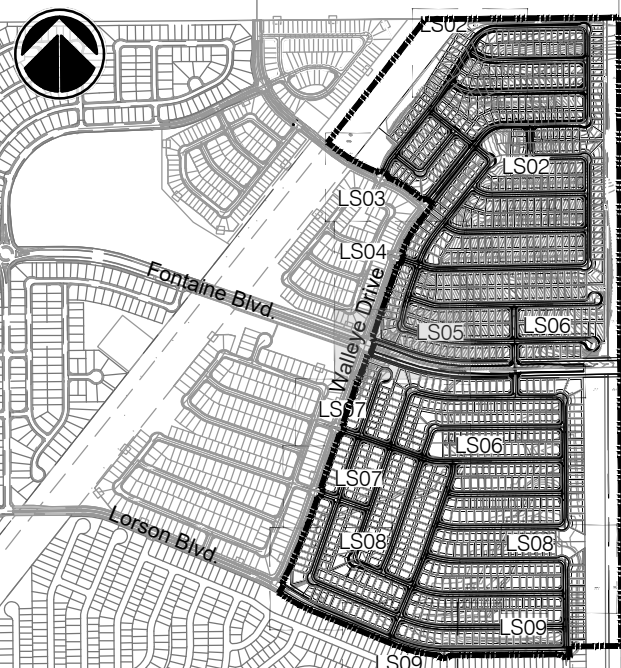 LS02
LS02
LS03
LS04
Fontaine Blvd.
Walleye Drive
LS05
LS06
LS07
LS06
LS07
LS08
LS08
Lorson Blvd.
LS09
LS09